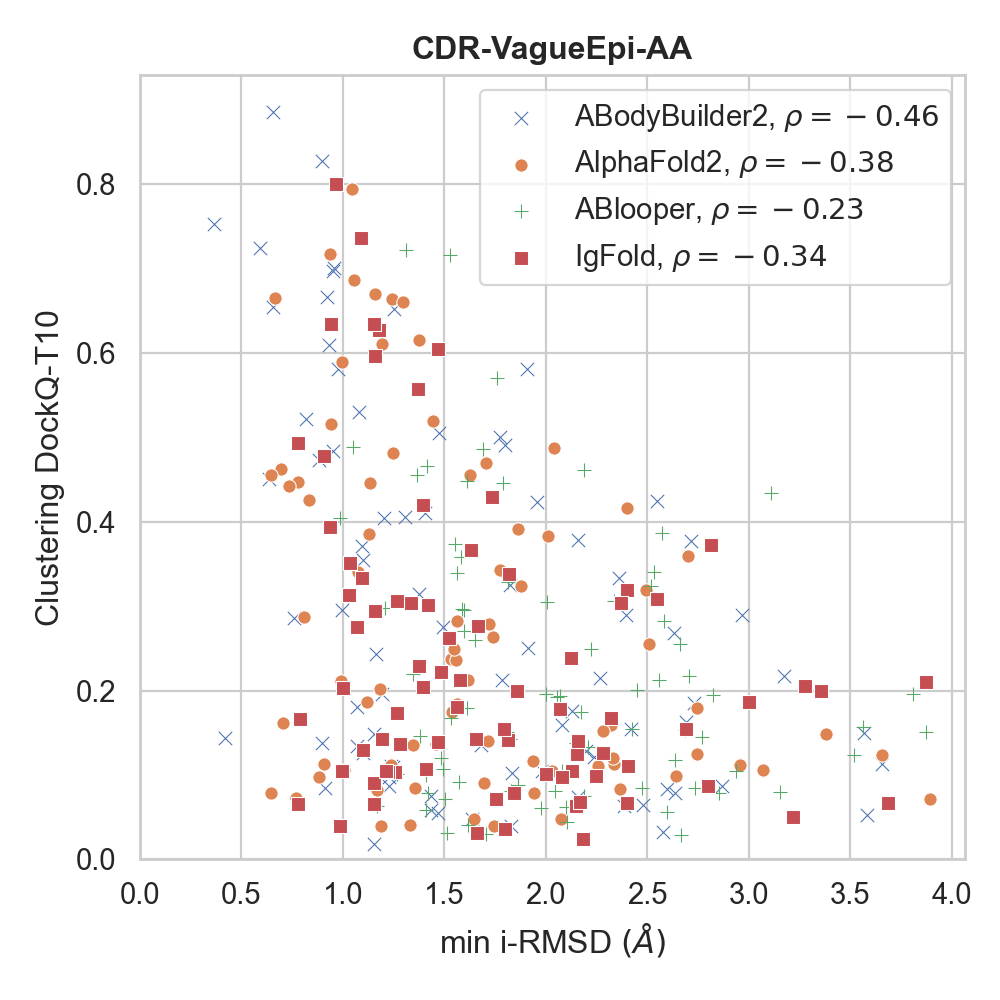 CDR-VagueEpi-AA
ABodyBuilder2, ρ = − 0.46
AlphaFold2, ρ = − 0.38
ABlooper, ρ = − 0.23
IgFold, ρ = − 0.34
Clustering DockQ-T10
0.8
0.6
0.4
0.2
0.0
0.0 0.5 1.0 1.5 2.0 2.5 3.0 3.5 4.0
min i-RMSD (Å)